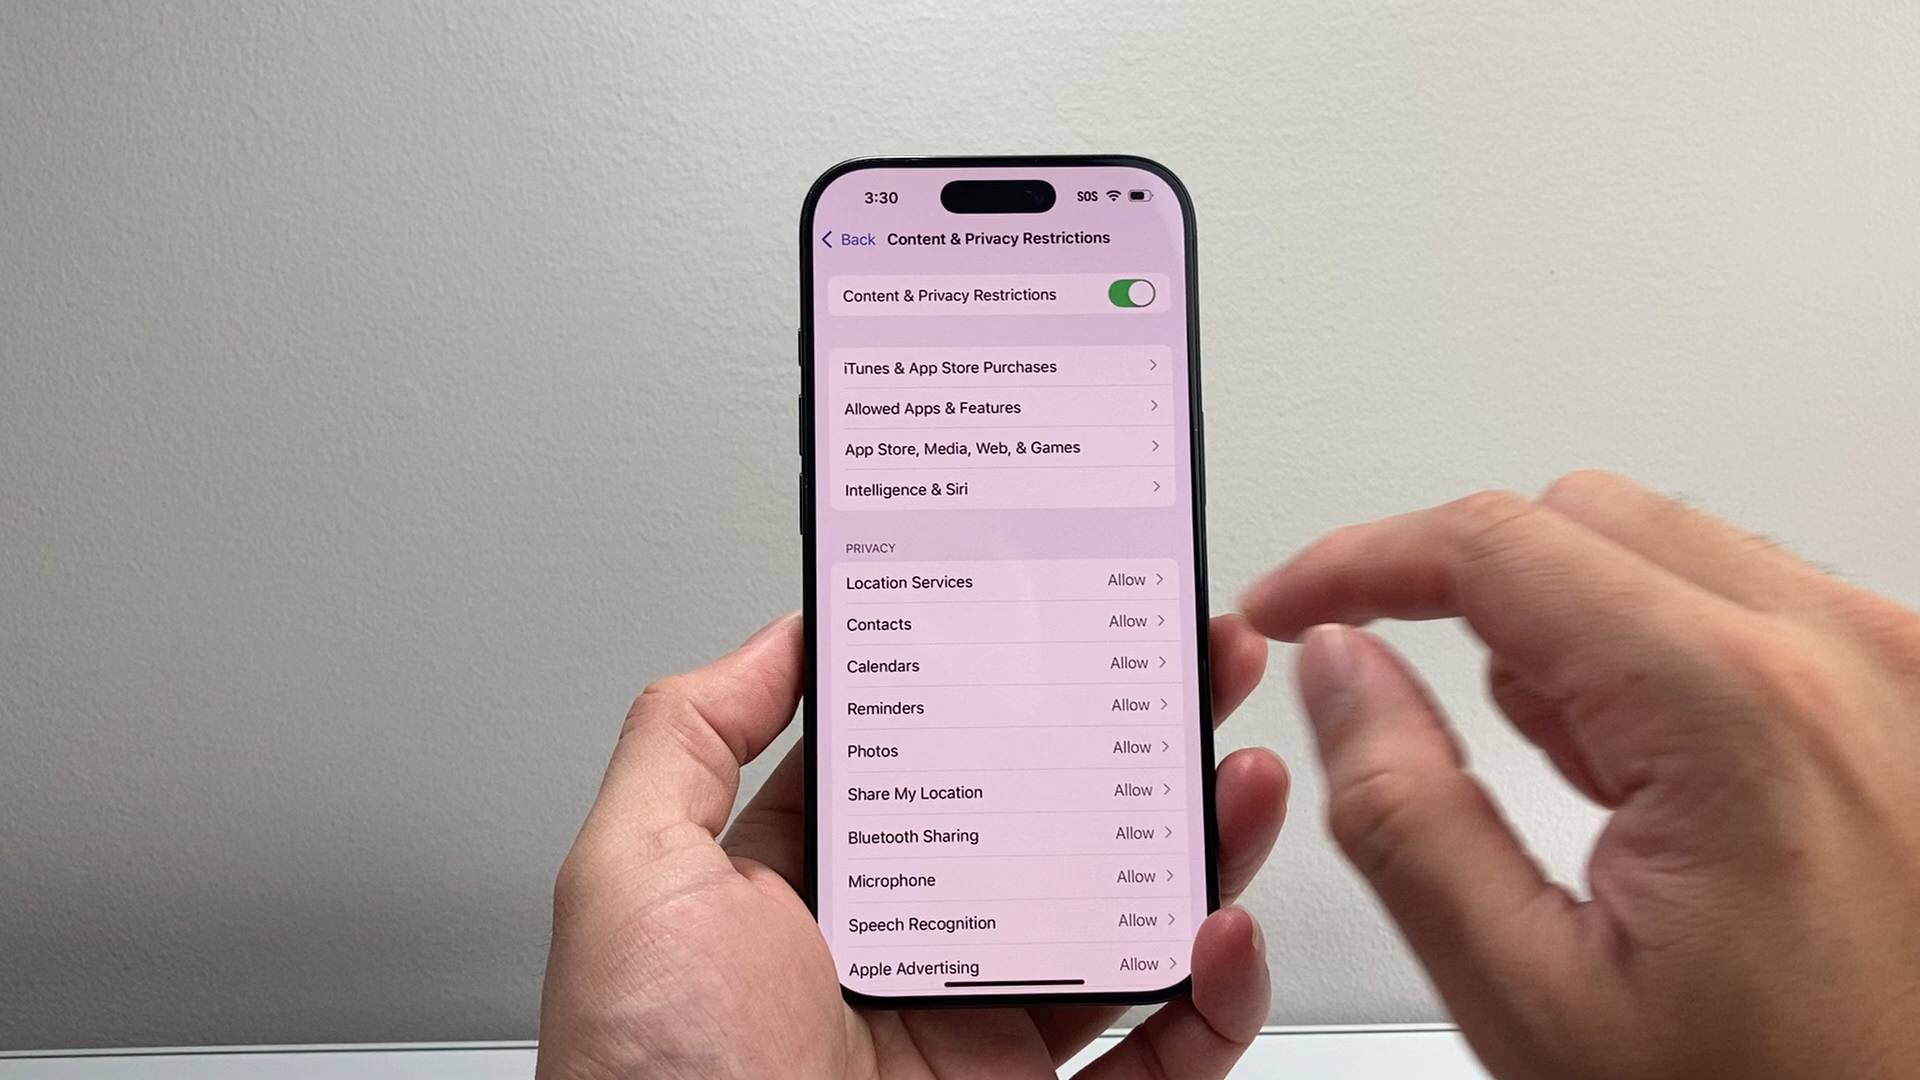 3:30
SOS
Back Content & Privacy Restrictions
Content & Privacy Restrictions
iTunes & App Store Purchases
Allowed Apps & Features
App Store, Media, Web, & Games
Intelligence & Siri
PRIVACY
Location Services Allow
Contacts Allow
Calendars Allow
Reminders Allow
Photos Allow
Share My Location Allow
Bluetooth Sharing Allow
Microphone Allow
Speech Recognition Allow
Apple Advertising Allow